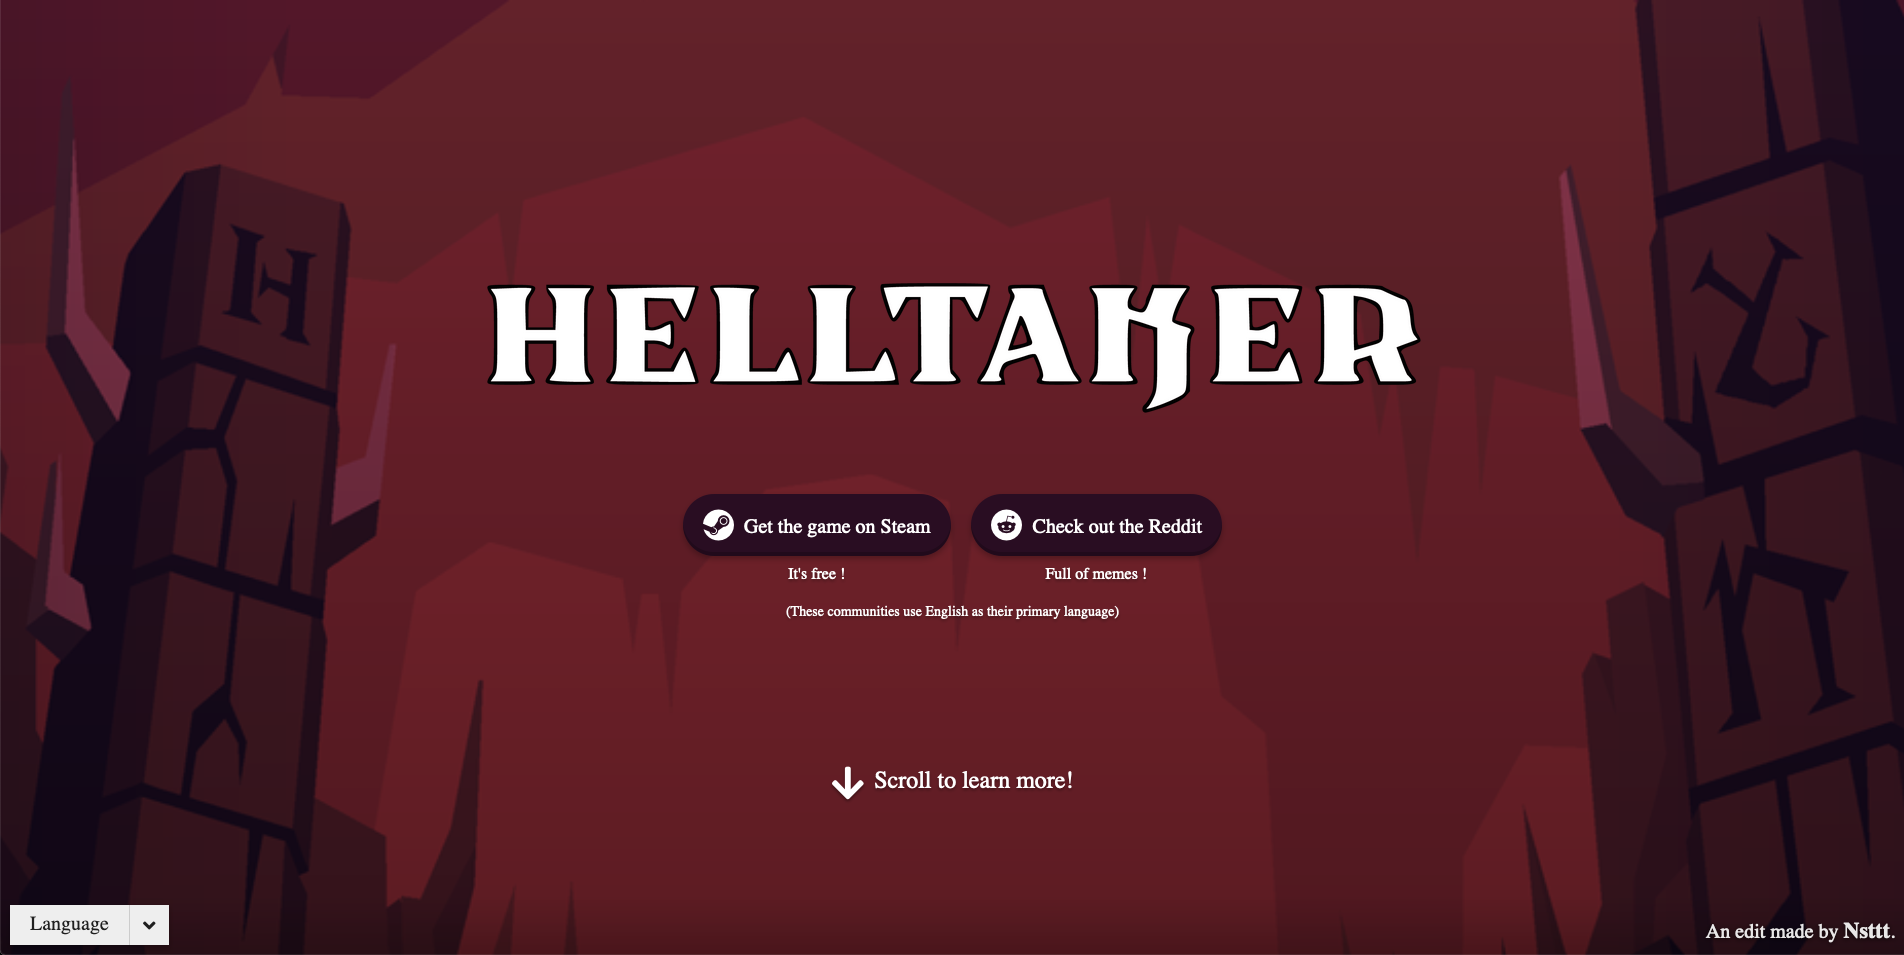 HELLTAKER
Get the game on Steam
Check out the Reddit
It's free !
Full of memes !
(These communities use English as their primary language)
Scroll to learn more!
Language
An edit made by Nsttt.